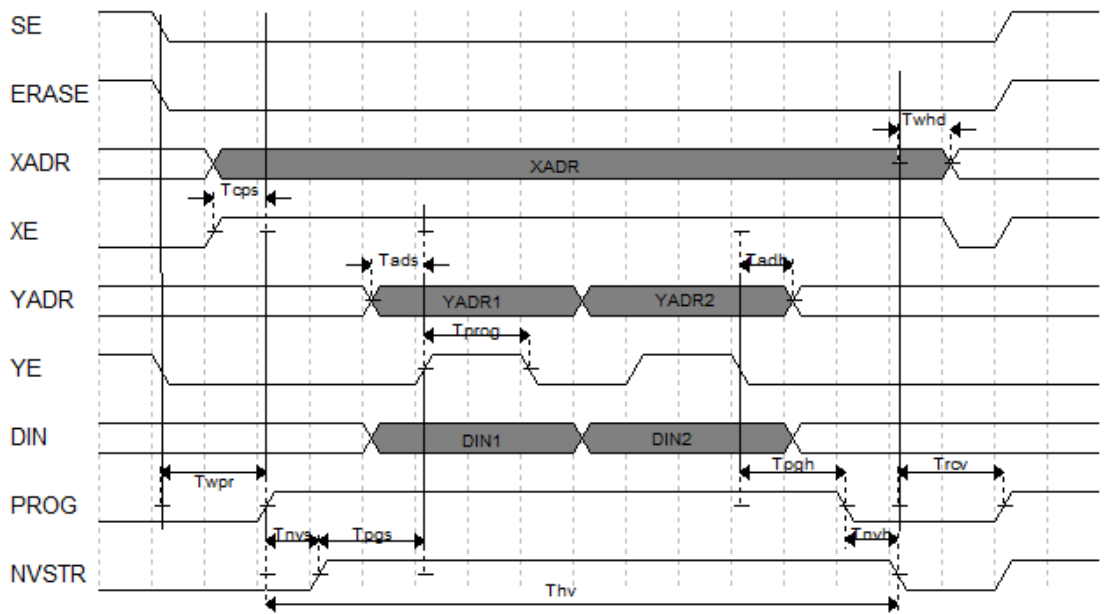 SE
ERASE
Twhd
XADR
XADR
Tcps
XE
Tads
Tadh
YADR
YADR1
YADR2
Tprog
YE
DIN
DIN1
DIN2
Twpr
Tpgh
Trcv
PROG
Tnvs
Tpgs
Tnvh
NVSTR
Thv